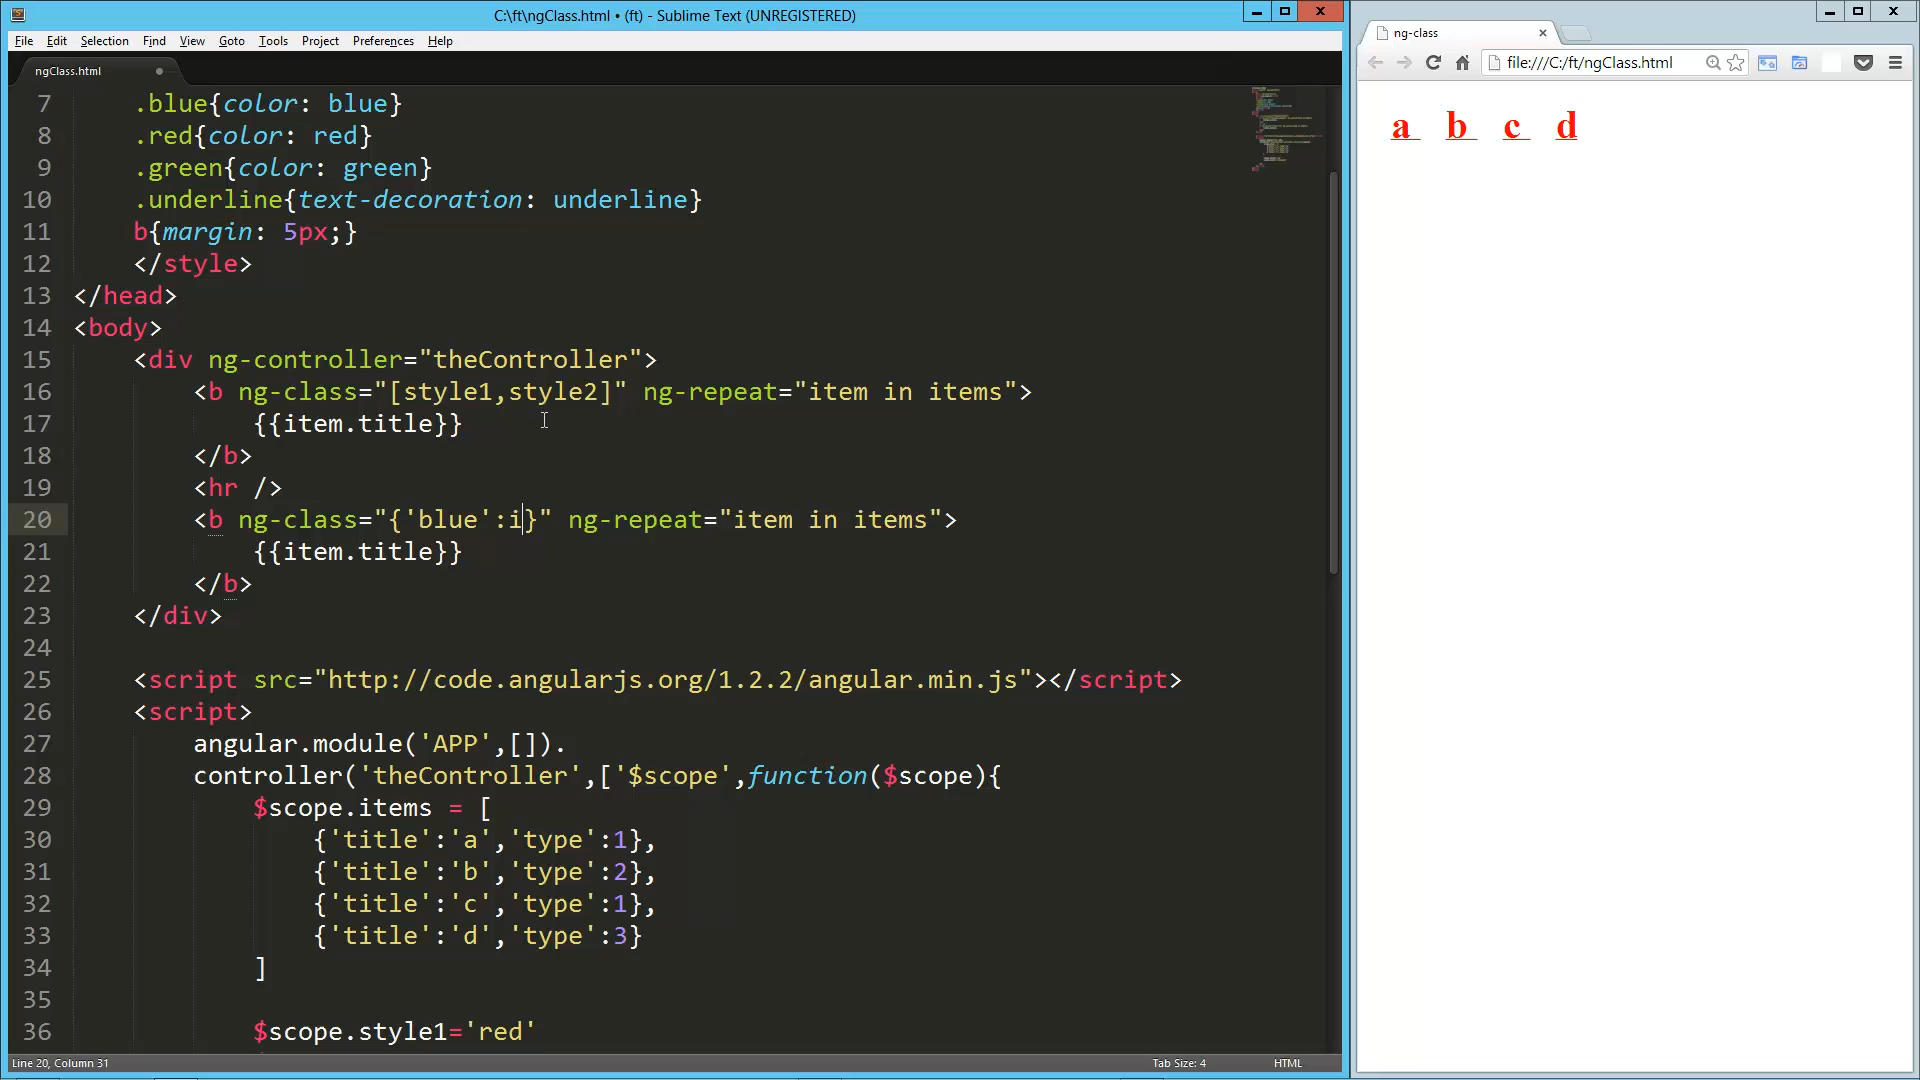 C:\ft\ngClass.html • (ft) - Sublime Text (UNREGISTERED)
File Edit Selection Find View Goto Tools Project Preferences Help
ngClass.html
7 .blue{color: blue}
8 .red{color: red}
9 .green{color: green}
10 .underline{text-decoration: underline}
11 b{margin: 5px;}
12 </style>
13 </head>
14 <body>
15 <div ng-controller="theController">
16 <b ng-class="[style1,style2]" ng-repeat="item in items">
17 {{item.title}}
18 </b>
19 <hr />
20 <b ng-class="{'blue':i}" ng-repeat="item in items">
21 {{item.title}}
22 </b>
23 </div>
24
25 <script src="http://code.angularjs.org/1.2.2/angular.min.js"></script>
26 <script>
27 angular.module('APP',[]).
28 controller('theController',['$scope',function($scope){
29 $scope.items = [
30 {'title':'a','type':1},
31 {'title':'b','type':2},
32 {'title':'c','type':1},
33 {'title':'d','type':3}
34 ]
35
36 $scope.style1='red'
Line 20, Column 31
Tab Size: 4
HTML
ng-class
file:///C:/ft/ngClass.html
a b c d